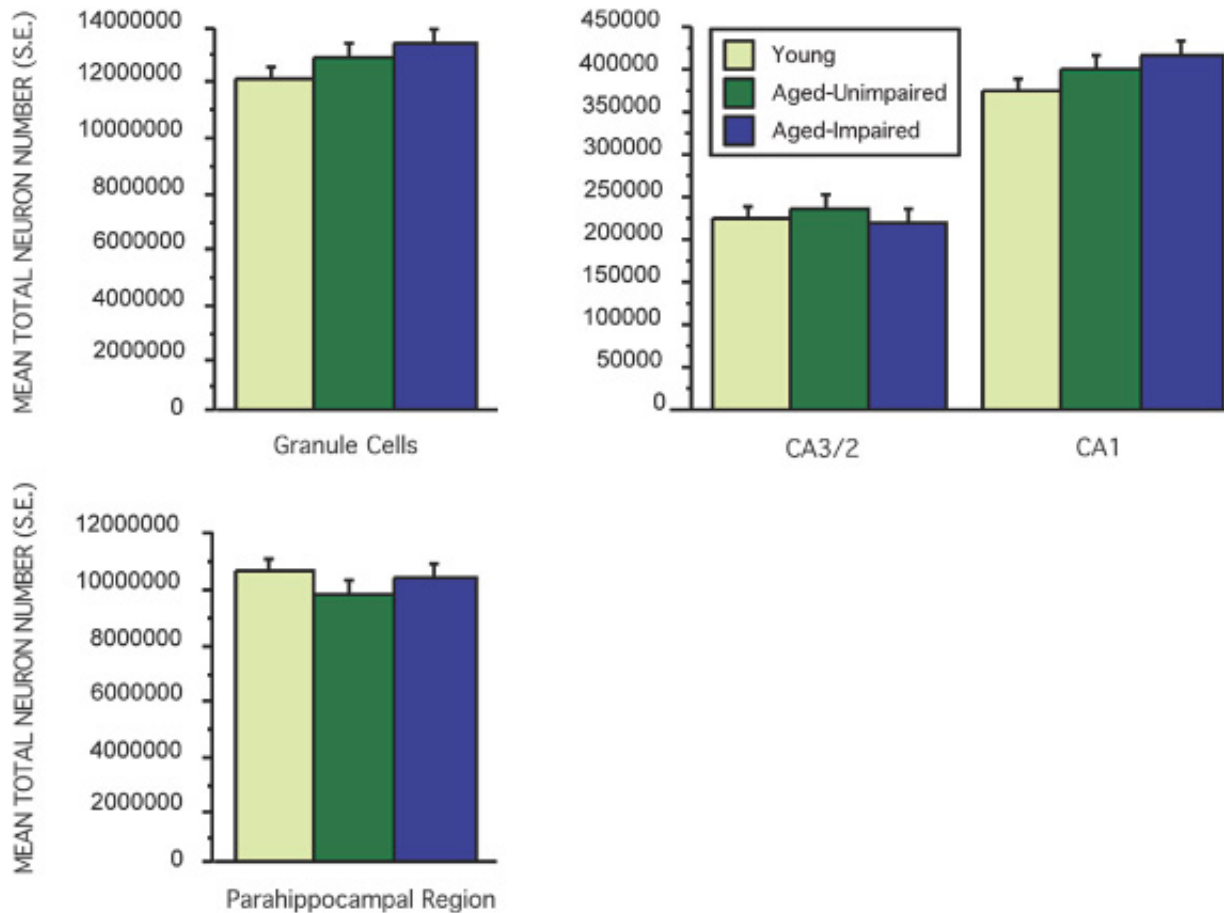 MEAN TOTAL NEURON NUMBER (S.E.)
14000000
12000000
10000000
8000000
6000000
4000000
2000000
0
Granule Cells
450000
400000
350000
300000
250000
200000
150000
100000
50000
0
Young
Aged-Unimpaired
Aged-Impaired
CA3/2
CA1
MEAN TOTAL NEURON NUMBER (S.E.)
12000000
10000000
8000000
6000000
4000000
2000000
0
Parahippocampal Region